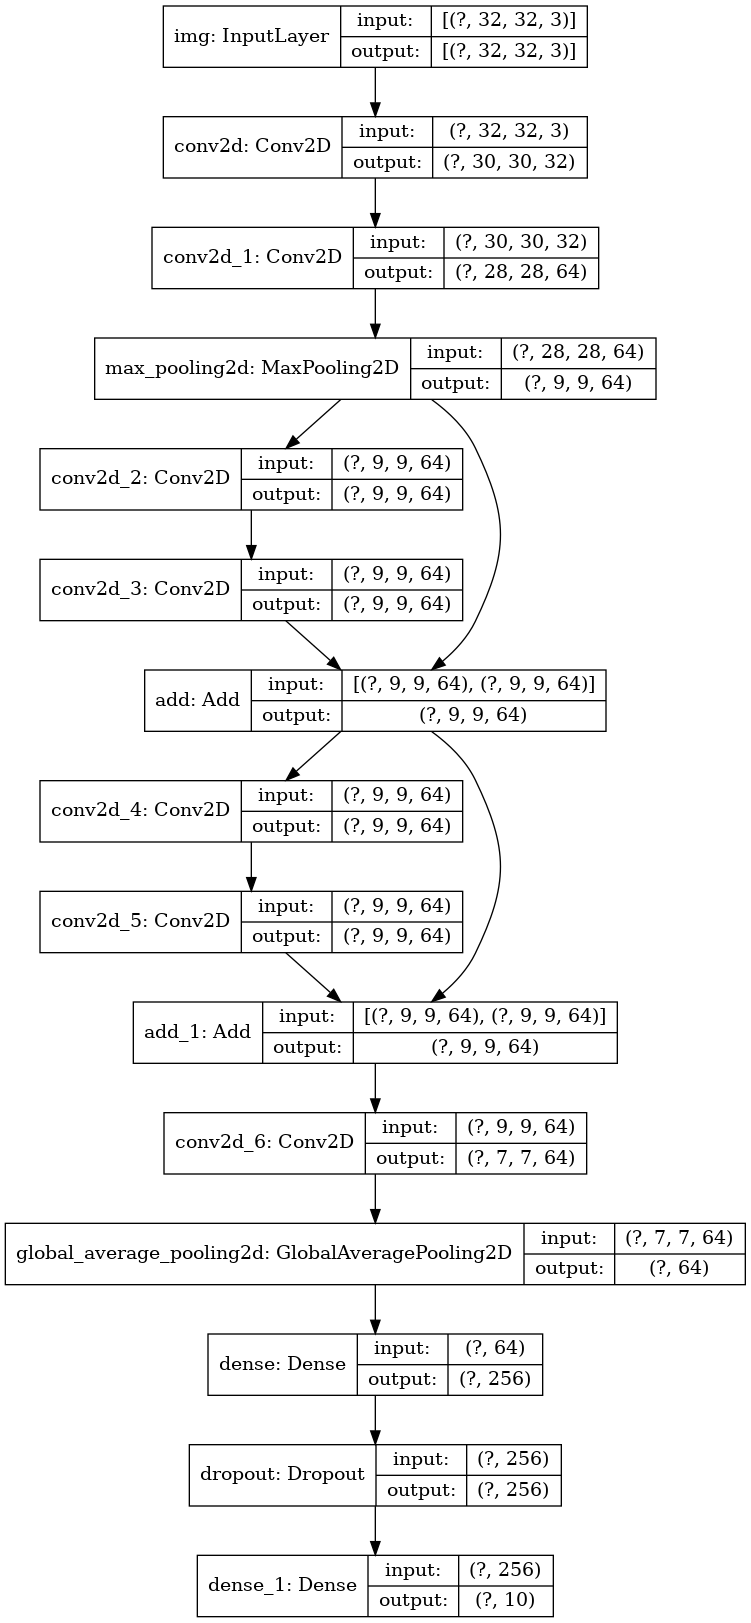 img: InputLayer
input: [(?, 32, 32, 3)]
output: [(?, 32, 32, 3)]
conv2d: Conv2D
input: (?, 32, 32, 3)
output: (?, 30, 30, 32)
conv2d_1: Conv2D
input: (?, 30, 30, 32)
output: (?, 28, 28, 64)
max_pooling2d: MaxPooling2D
input: (?, 28, 28, 64)
output: (?, 9, 9, 64)
conv2d_2: Conv2D
input: (?, 9, 9, 64)
output: (?, 9, 9, 64)
conv2d_3: Conv2D
input: (?, 9, 9, 64)
output: (?, 9, 9, 64)
add: Add
input: [(?, 9, 9, 64), (?, 9, 9, 64)]
output: (?, 9, 9, 64)
conv2d_4: Conv2D
input: (?, 9, 9, 64)
output: (?, 9, 9, 64)
conv2d_5: Conv2D
input: (?, 9, 9, 64)
output: (?, 9, 9, 64)
add_1: Add
input: [(?, 9, 9, 64), (?, 9, 9, 64)]
output: (?, 9, 9, 64)
conv2d_6: Conv2D
input: (?, 9, 9, 64)
output: (?, 7, 7, 64)
global_average_pooling2d: GlobalAveragePooling2D
input: (?, 7, 7, 64)
output: (?, 64)
dense: Dense
input: (?, 64)
output: (?, 256)
dropout: Dropout
input: (?, 256)
output: (?, 256)
dense_1: Dense
input: (?, 256)
output: (?, 10)